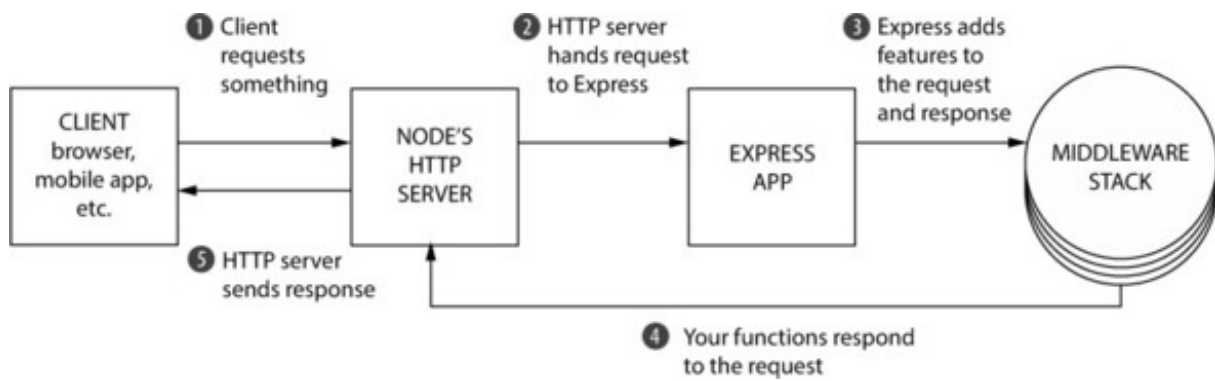 1 Client
requests
something
2 HTTP server
hands request
to Express
3 Express adds
features to
the request
and response
CLIENT
browser,
mobile app,
etc.
NODE'S
HTTP
SERVER
EXPRESS
APP
MIDDLEWARE
STACK
5 HTTP server
sends response
4 Your functions respond
to the request